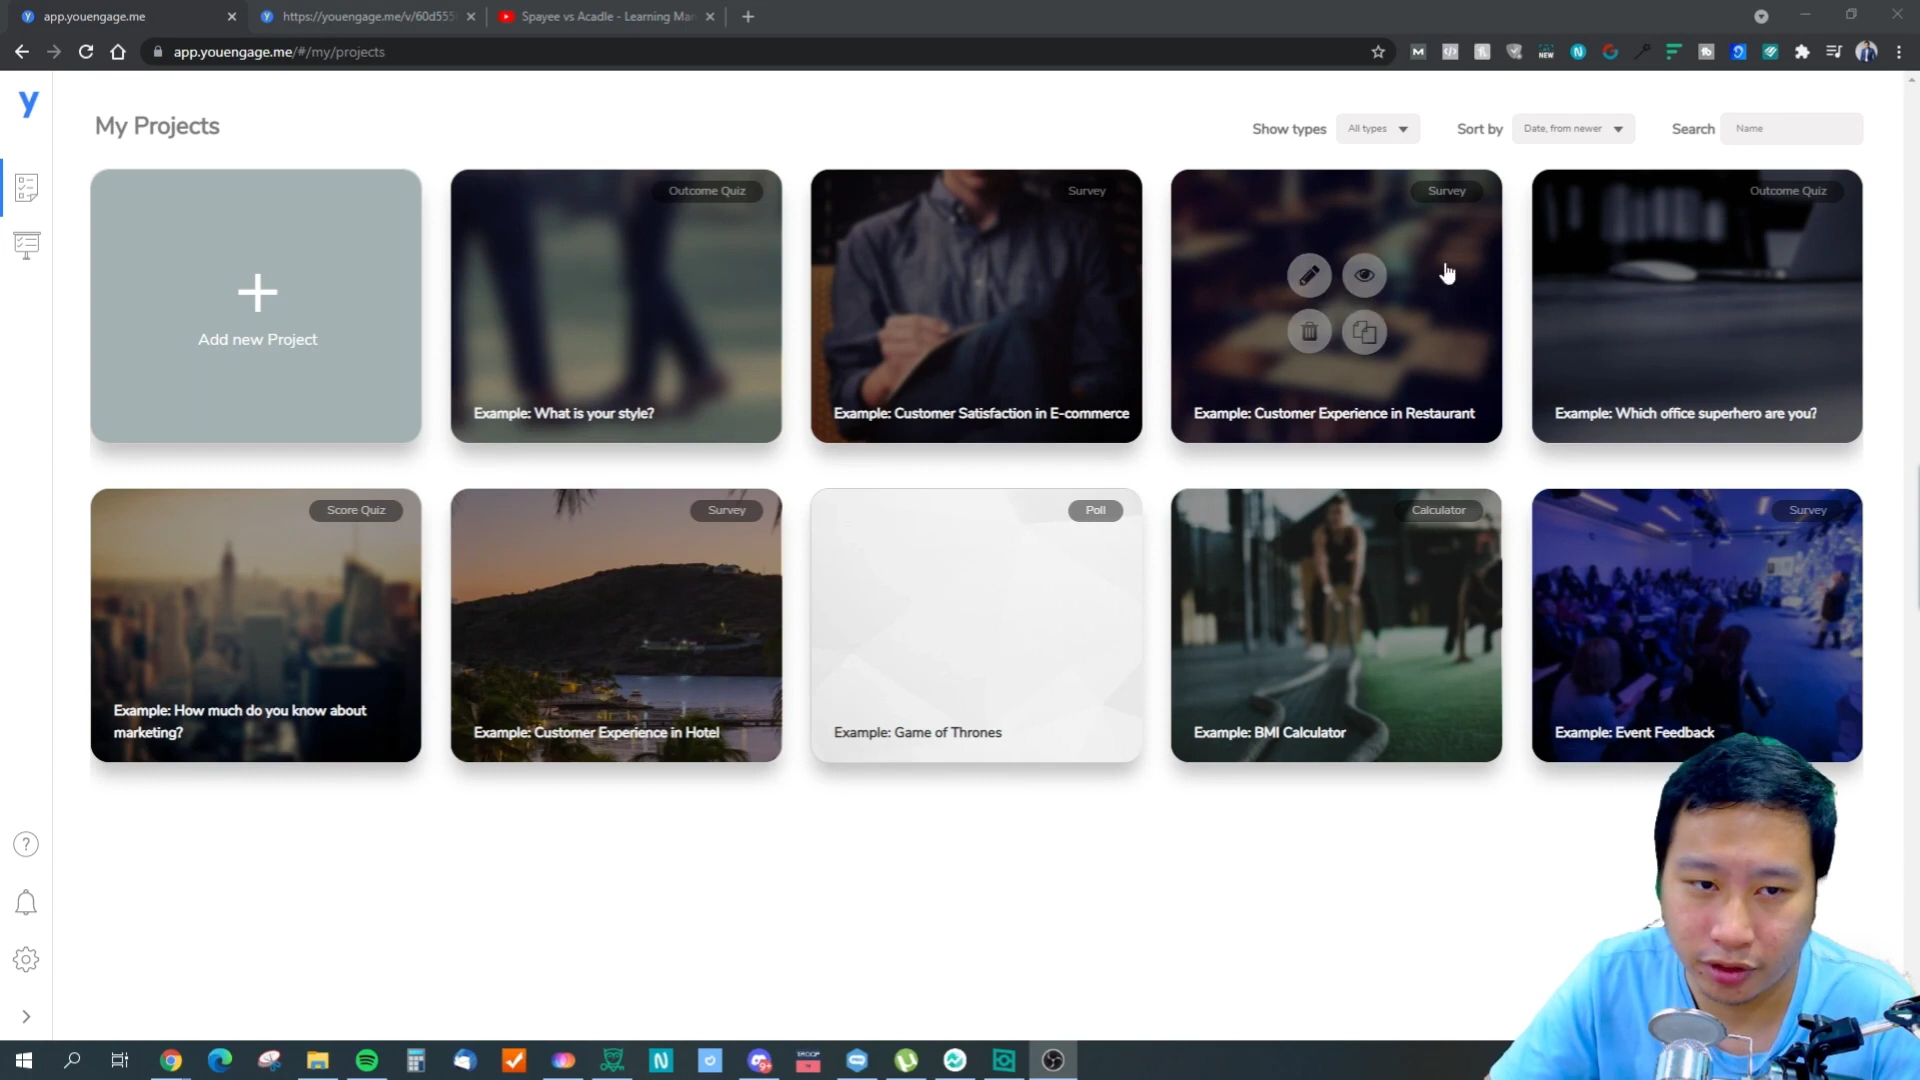 app.youengage.me
https://youengage.me/v/60d555
Spayee vs Acadle - Learning Ma
app.youengage.me/#/my/projects
NEW
y
My Projects
Show types
All types
Sort by
Date, from newer
Search
Name
Add new Project
Outcome Quiz
Example: What is your style?
Survey
Example: Customer Satisfaction in E-commerce
Survey
Example: Customer Experience in Restaurant
Outcome Quiz
Example: Which office superhero are you?
Score Quiz
Example: How much do you know about
marketing?
Survey
Example: Customer Experience in Hotel
Poll
Example: Game of Thrones
Calculator
Example: BMI Calculator
Survey
Example: Event Feedback